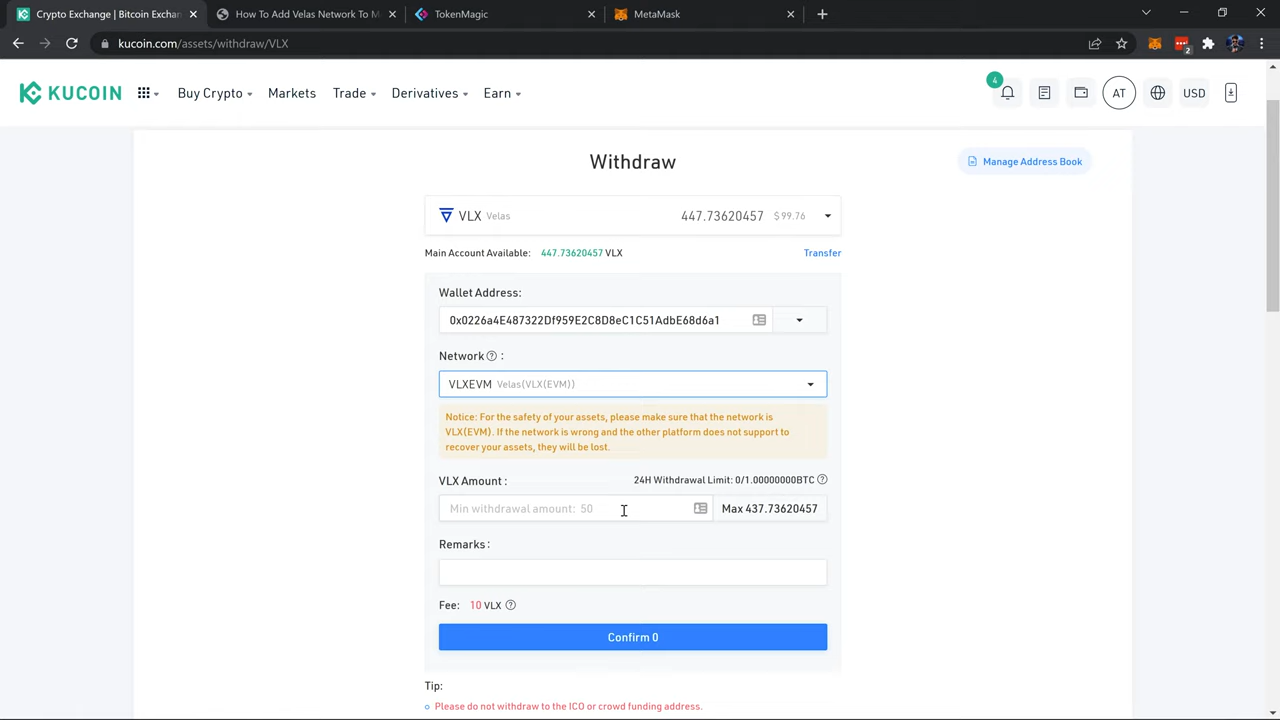 Crypto Exchange | Bitcoin Exchan
How To Add Velas Network To M
TokenMagic
MetaMask
kucoin.com/assets/withdraw/VLX
2
KUCOIN
Buy Crypto
Markets
Trade
Derivatives
Earn
4
AT
USD
Withdraw
Manage Address Book
VLX Velas
447.73620457 $ 99.76
Main Account Available: 447.73620457 VLX
Transfer
Wallet Address:
0x0226a4E487322Df959E2C8D8eC1C51AdbE68d6a1
Network ? :
VLXEVM Velas(VLX(EVM))
Notice: For the safety of your assets, please make sure that the network is
VLX(EVM). If the network is wrong and the other platform does not support to
recover your assets, they will be lost.
VLX Amount :
24H Withdrawal Limit: 0/1.00000000BTC ?
Min withdrawal amount: 50
Max 437.73620457
Remarks :
Fee: 10 VLX ?
Confirm 0
Tip:
Please do not withdraw to the ICO or crowd funding address.